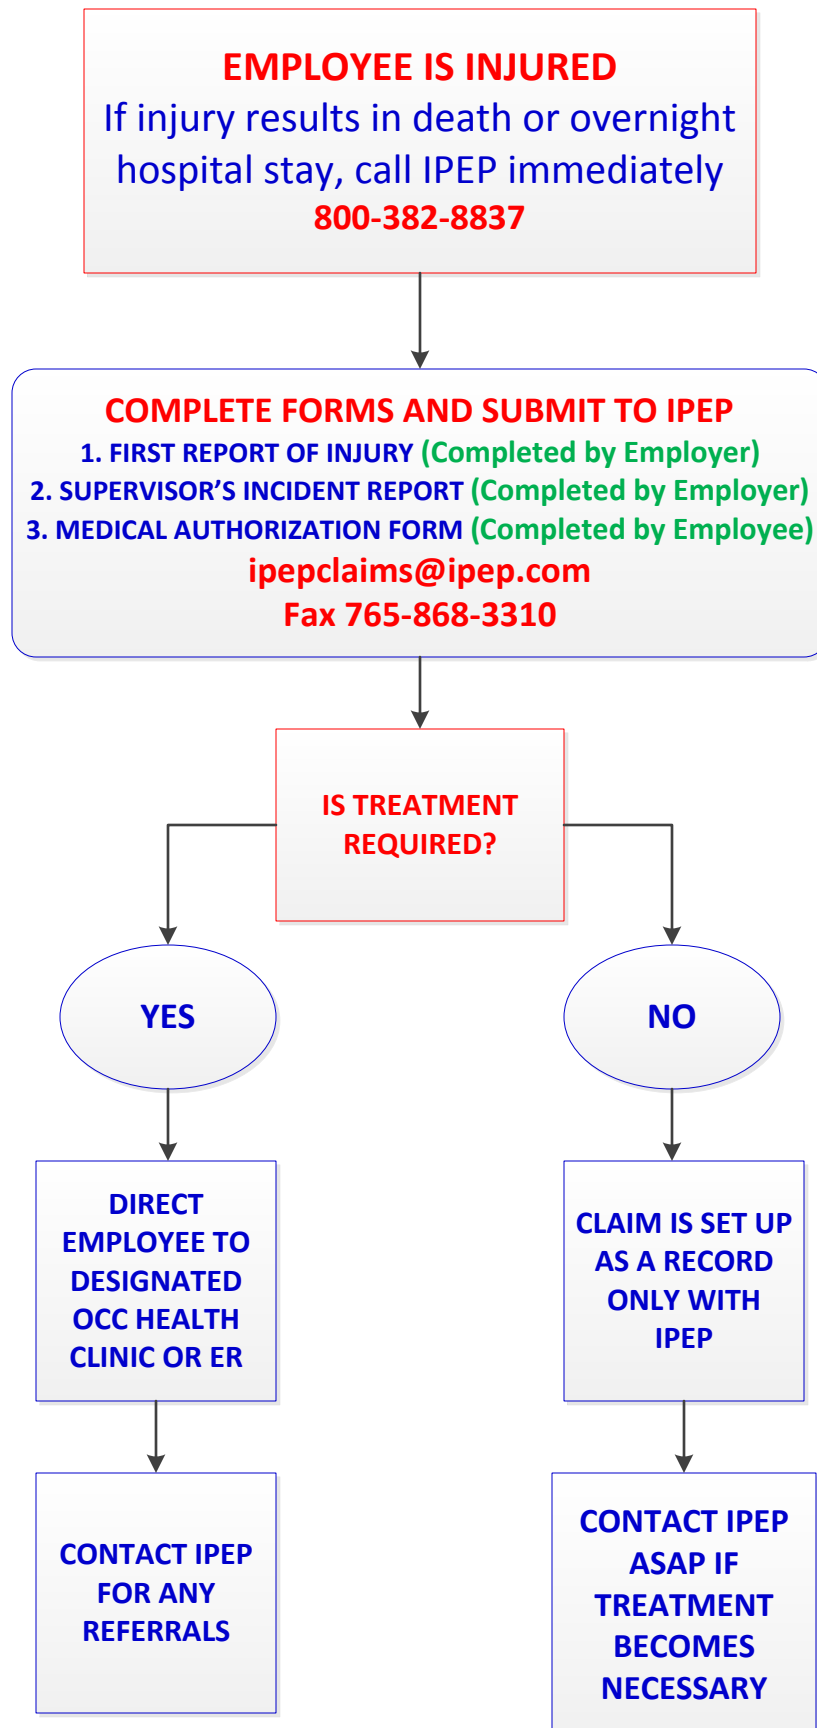 EMPLOYEE IS INJURED
If injury results in death or overnight
hospital stay, call IPEP immediately
800-382-8837
COMPLETE FORMS AND SUBMIT TO IPEP
1. FIRST REPORT OF INJURY (Completed by Employer)
2. SUPERVISOR’S INCIDENT REPORT (Completed by Employer)
3. MEDICAL AUTHORIZATION FORM (Completed by Employee)
ipepclaims@ipep.com
Fax 765-868-3310
IS TREATMENT
REQUIRED?
YES
NO
DIRECT
EMPLOYEE TO
DESIGNATED
OCC HEALTH
CLINIC OR ER
CLAIM IS SET UP
AS A RECORD
ONLY WITH
IPEP
CONTACT IPEP
FOR ANY
REFERRALS
CONTACT IPEP
ASAP IF
TREATMENT
BECOMES
NECESSARY